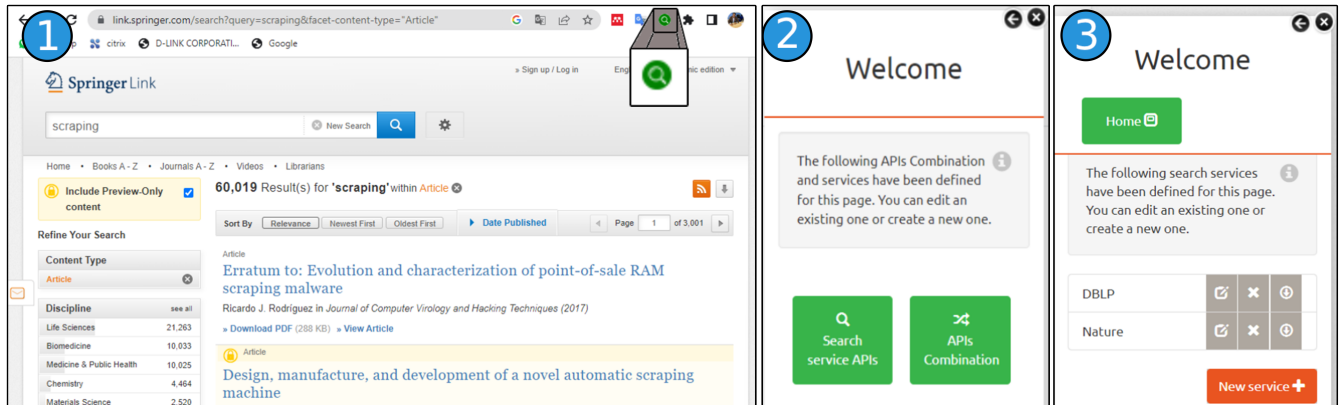 1
link.springer.com/search?query=scraping&facet-content-type="Article"
citrix D-LINK CORPORATI... Google
» Sign up / Log in
Springer Link
scraping New Search
Home • Books A - Z • Journals A - Z • Videos • Librarians
Include Preview-Only content
60,019 Result(s) for 'scraping' within Article
Sort By Relevance Newest First Oldest First Date Published Page 1 of 3,001
Refine Your Search
Content Type
Article
Discipline see all
Life Sciences 21,263
Biomedicine 10,033
Medicine & Public Health 10,025
Chemistry 4,464
Materials Science 2,520
Article
Erratum to: Evolution and characterization of point-of-sale RAM
scraping malware
Ricardo J. Rodríguez in Journal of Computer Virology and Hacking Techniques (2017)
» Download PDF (288 KB) » View Article
Article
Design, manufacture, and development of a novel automatic scraping
machine
2
Welcome
The following APIs Combination
and services have been defined
for this page. You can edit an
existing one or create a new one.
Search
service APIs
APIs
Combination
3
Welcome
Home
The following search services
have been defined for this page.
You can edit an existing one or
create a new one.
DBLP
Nature
New service